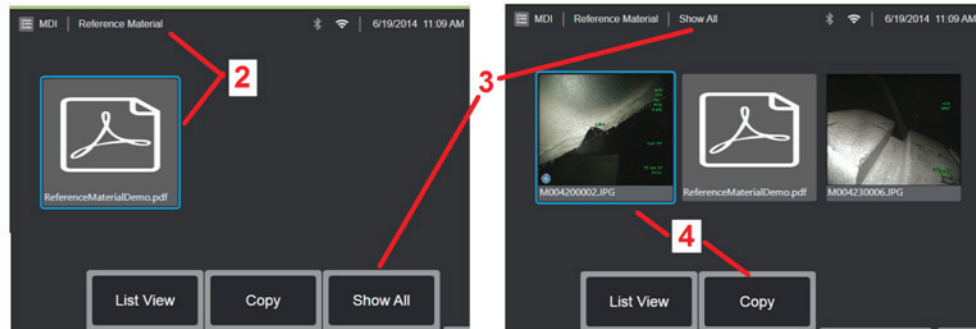 MDI | Reference Material
6/19/2014 11:09 AM
2
ReferenceMaterialDemo.pdf
List View
Copy
Show All
MDI | Reference Material | Show All
6/19/2014 11:09 AM
3
M004200002.JPG
ReferenceMaterialDemo.pdf
M004230006.JPG
4
List View
Copy